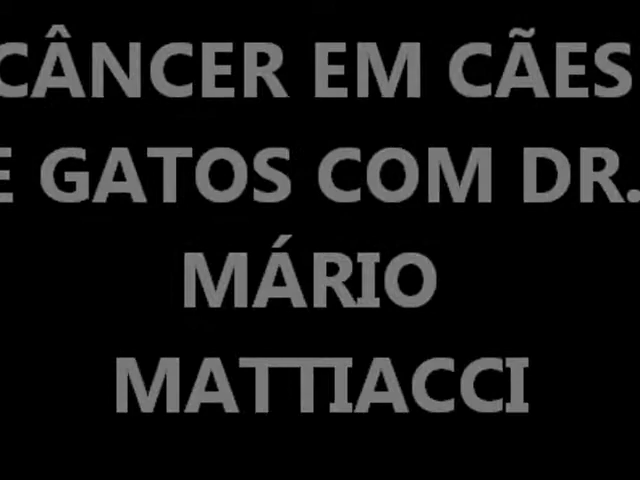 CÂNCER EM CÃES
E GATOS COM DR.
MÁRIO
MATTIACCI